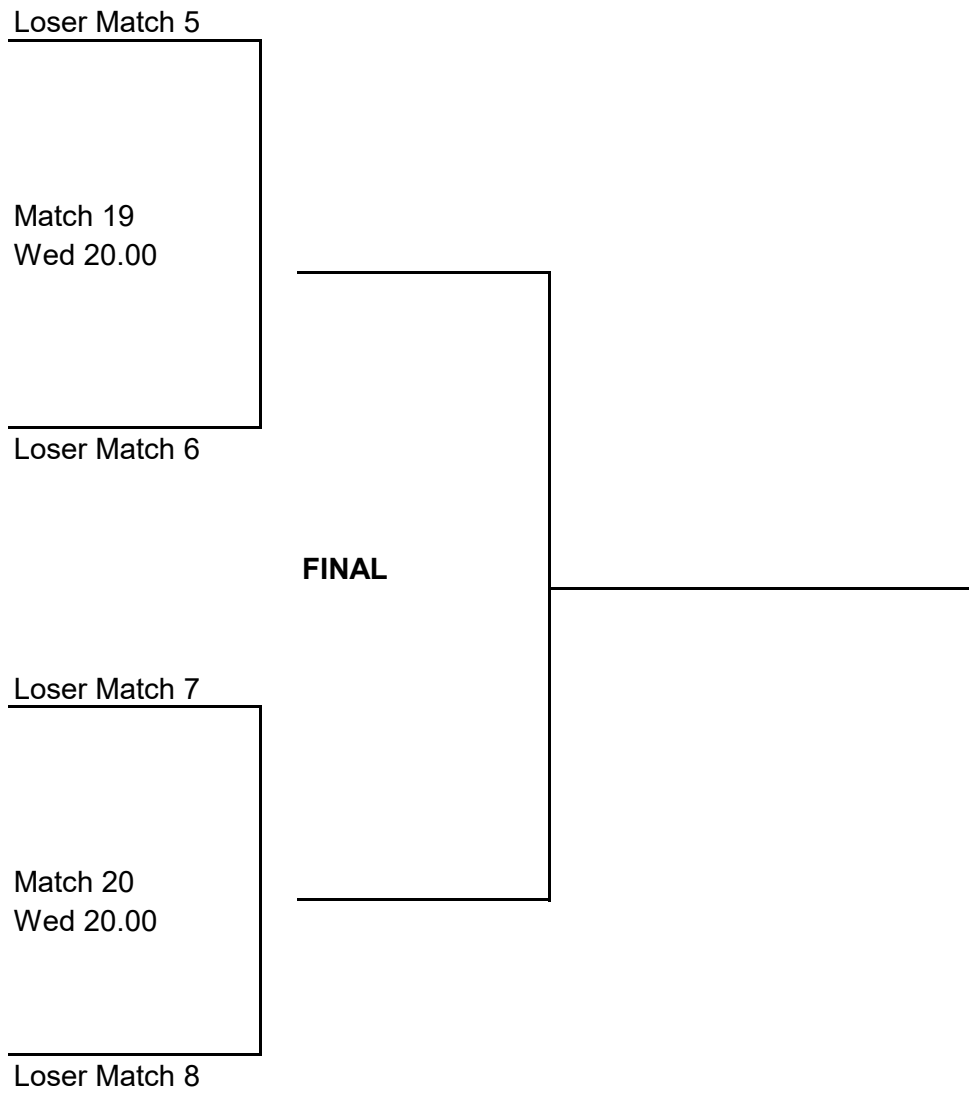 Loser Match 5
Match 19
Wed 20.00
Loser Match 6
FINAL
Loser Match 7
Match 20
Wed 20.00
Loser Match 8